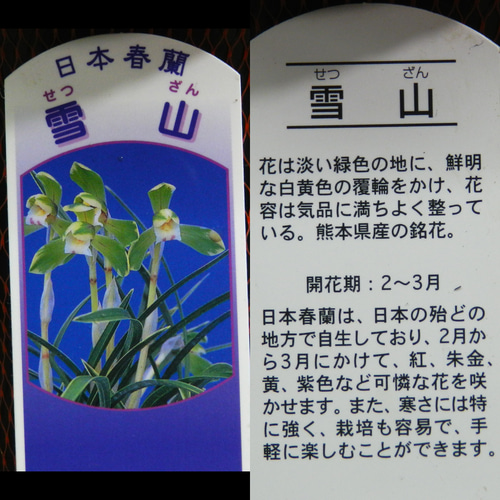 日本春蘭
せつ ざん
雪山
せつ ざん
雪山
花は淡い緑色の地に、鮮明
な白黄色の覆輪をかけ、花
容は気品に満ちよく整って
いる。熊本県産の銘花。
開花期:2〜3月
日本春蘭は、日本の殆どの
地方で自生しており、2月か
ら3月にかけて、紅、朱金、
黄、紫色など可憐な花を咲
かせます。また、寒さには特
に強く、栽培も容易で、手
軽に楽しむことができます。